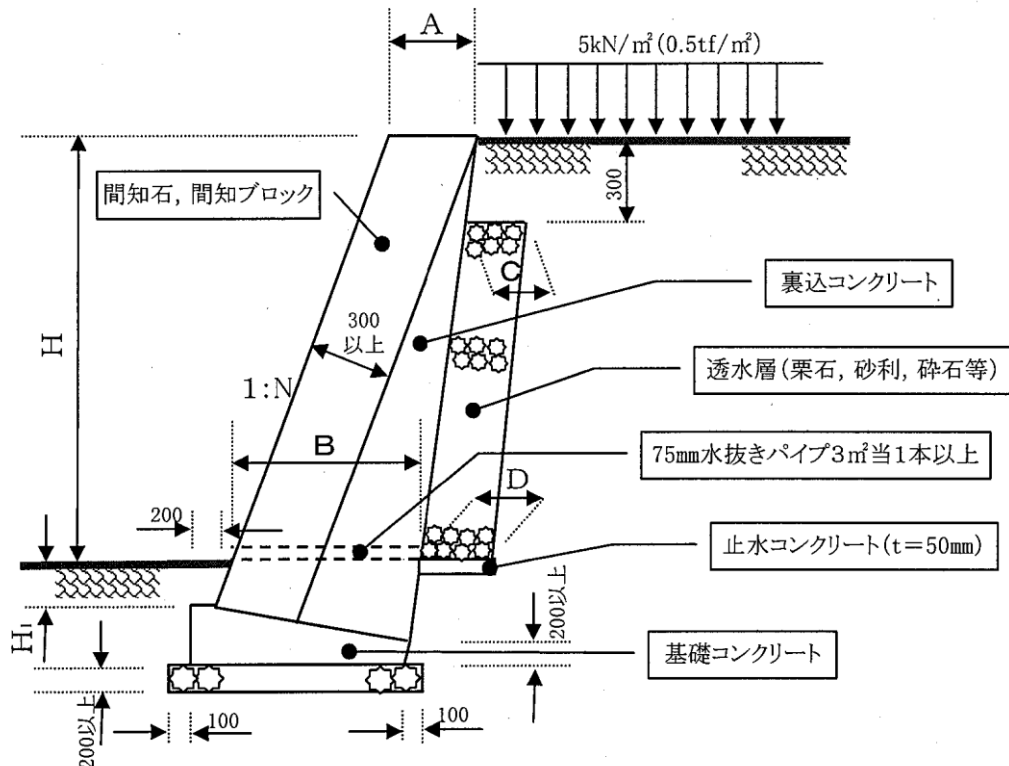 A
5kN/㎡(0.5tf/㎡)
300
間知石, 間知ブロック
C
裏込コンクリート
H
300
以上
透水層(栗石, 砂利, 砕石等)
1:N
B
75mm水抜きパイプ3㎡当1本以上
D
200
止水コンクリート(t=50mm)
200以上
H₁
基礎コンクリート
200以上
100
100